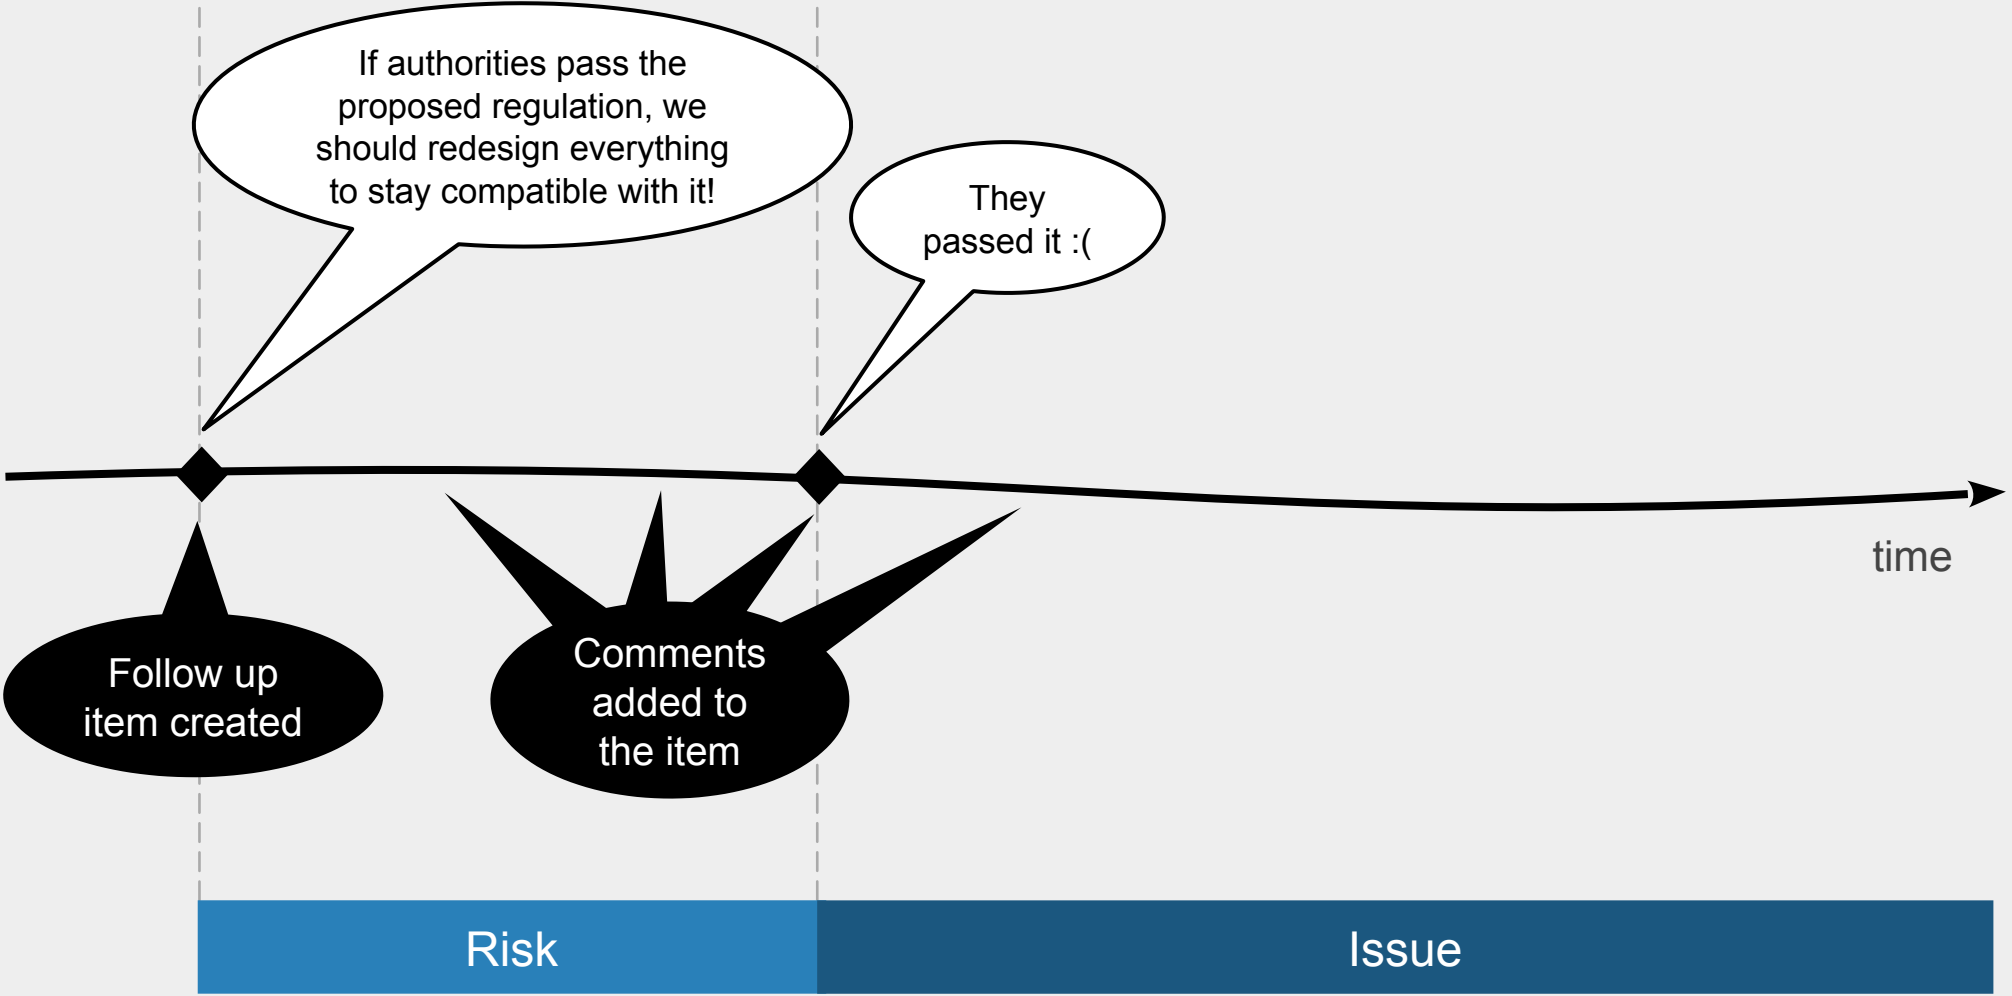 If authorities pass the
proposed regulation, we
should redesign everything
to stay compatible with it!
They
passed it :(
time
Follow up
item created
Comments
added to
the item
Risk
Issue